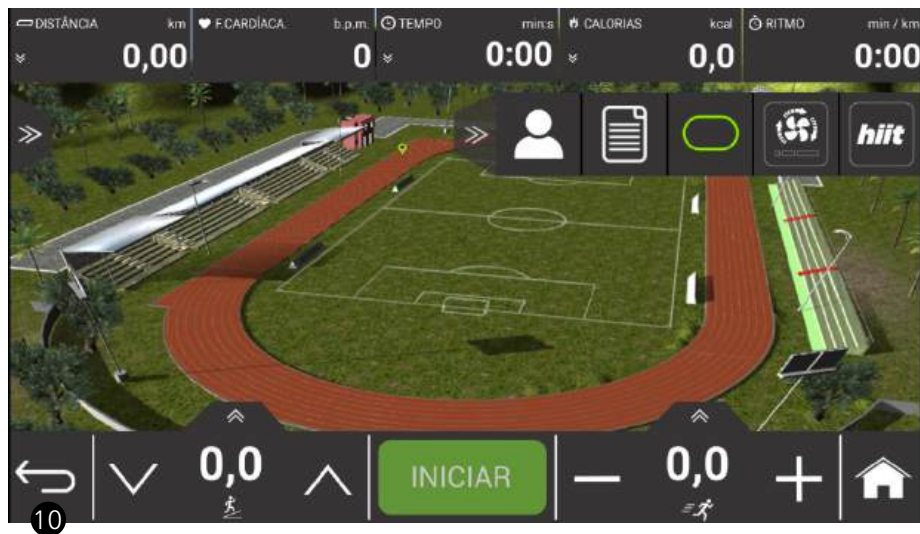 DISTÂNCIA km F.CARDÍACA b.p.m. TEMPO min:s CALORIAS kcal RITMO min / km
0,00 0 0:00 0,0 0:00
hiit
0,0 INICIAR 0,0
10